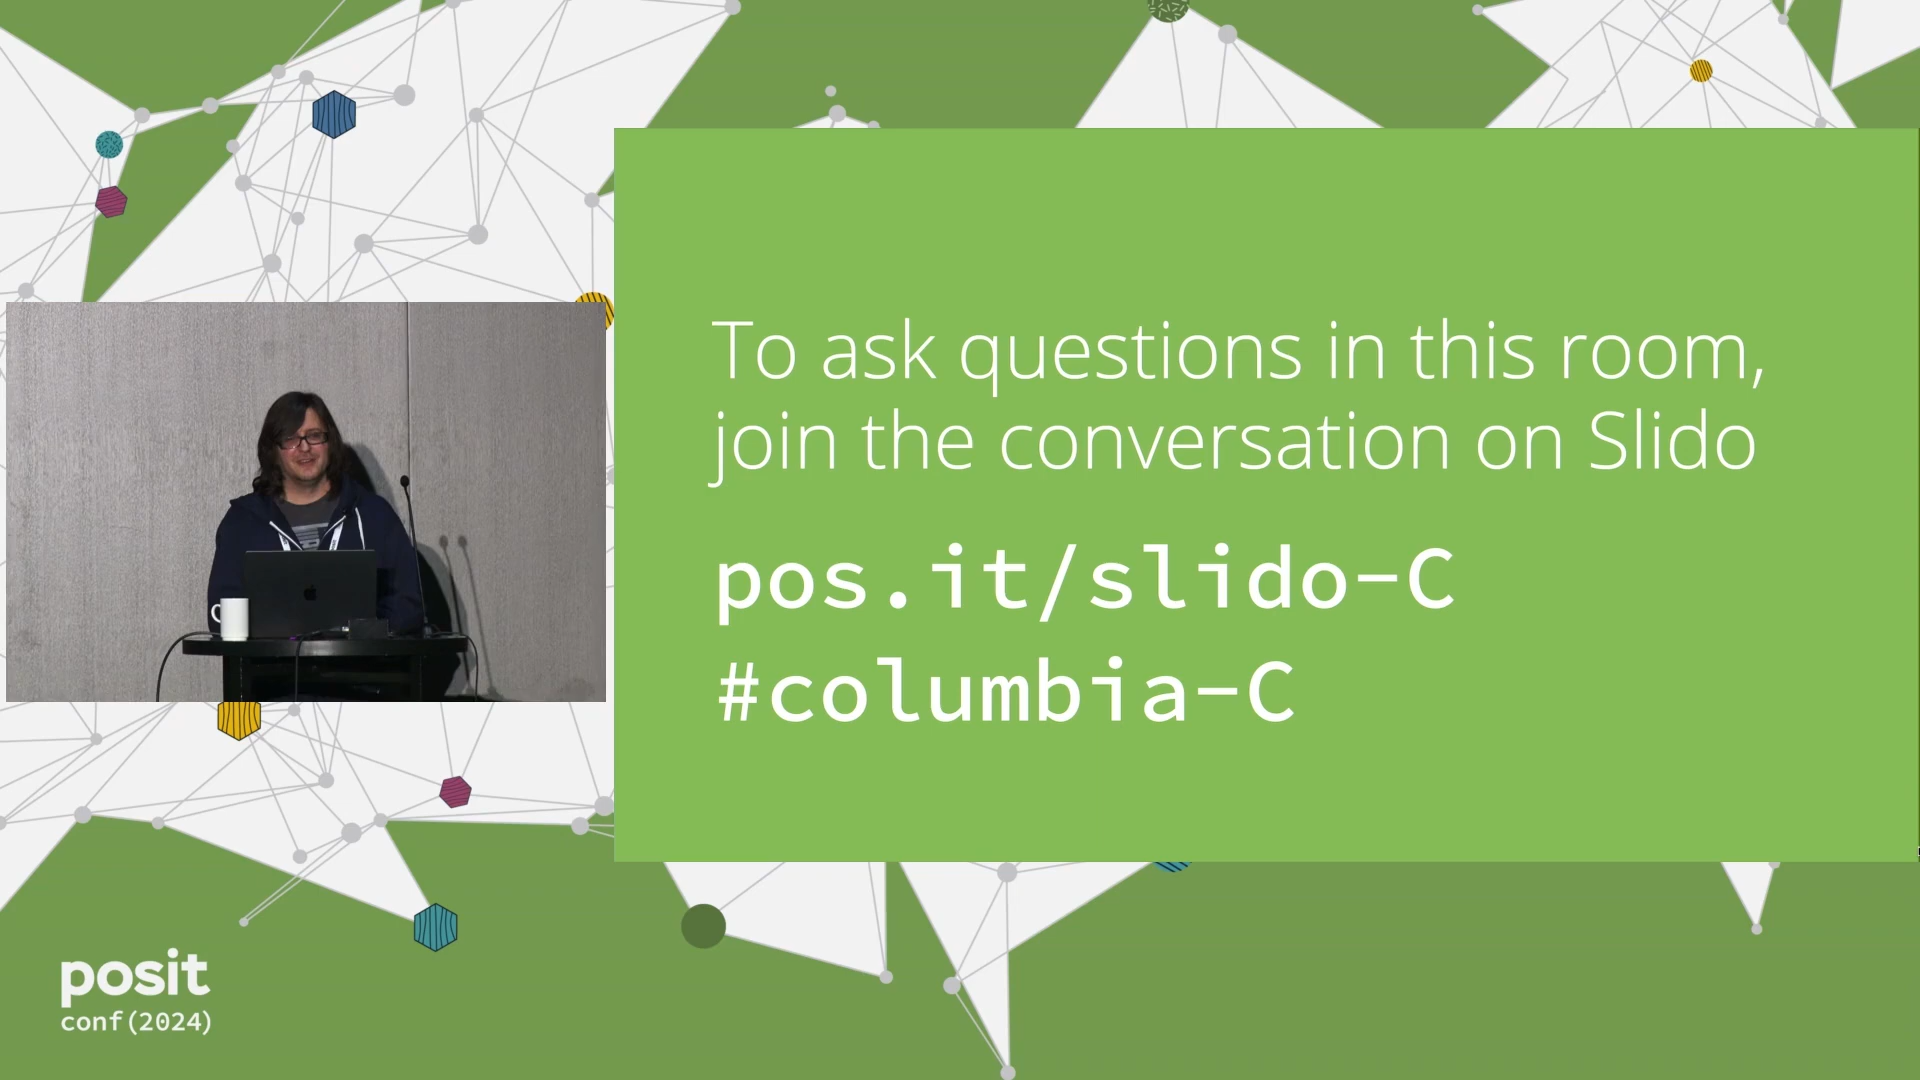 To ask questions in this room,
join the conversation on Slido
pos.it/slido-C
#columbia-C
posit
conf(2024)